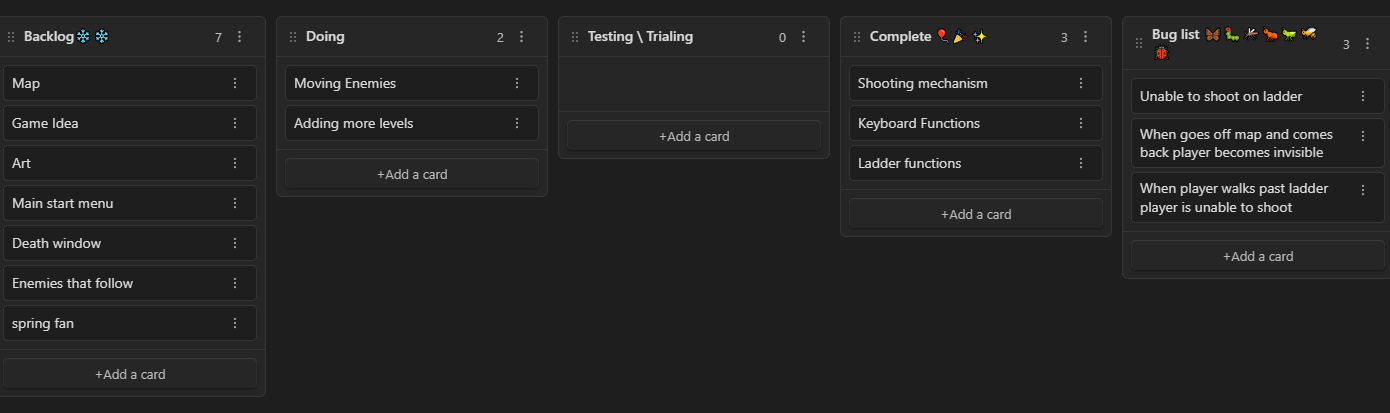 Backlog❄️ ❄️ 7
Map
Game Idea
Art
Main start menu
Death window
Enemies that follow
spring fan
+Add a card
Doing 2
Moving Enemies
Adding more levels
+Add a card
Testing \ Trialing 0
+Add a card
Complete 🎈 🎉 ✨ 3
Shooting mechanism
Keyboard Functions
Ladder functions
+Add a card
Bug list 🦋 🐛 🦟 🐜 🦗 🐝
🐞 3
Unable to shoot on ladder
When goes off map and comes
back player becomes invisible
When player walks past ladder
player is unable to shoot
+Add a card